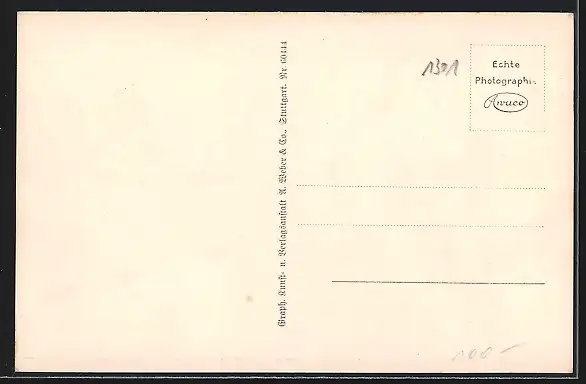 Graph. Kunst- u. Verlagsanstalt A. Weber & Co., Stuttgart. Nr. 60444
1301
Echte
Photographie
Awuco
100-